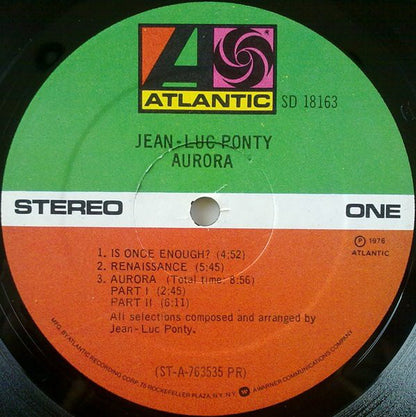 ATLANTIC
SD 18163
JEAN-LUC PONTY
AURORA
STEREO
ONE
1. IS ONCE ENOUGH? (4:52)
2. RENAISSANCE (5:45)
3. AURORA (Total time: 8:56)
PART I (2:45)
PART II (6:11)
All selections composed and arranged by
Jean-Luc Ponty.
Ⓟ 1976
ATLANTIC
(ST-A-763535 PR)
MFG. BY ATLANTIC RECORDING CORP. 75 ROCKEFELLER PLAZA, N.Y. N.Y. A WARNER COMMUNICATIONS COMPANY